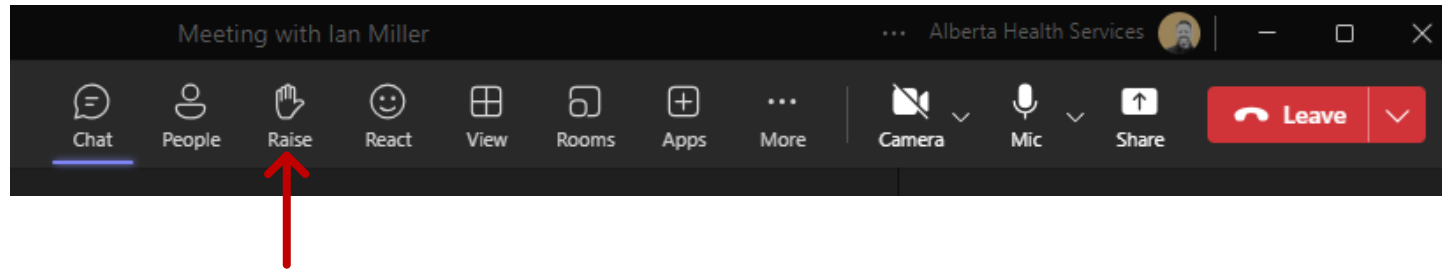 Meeting with Ian Miller ··· Alberta Health Services
Chat People Raise React View Rooms Apps More Camera Mic Share Leave